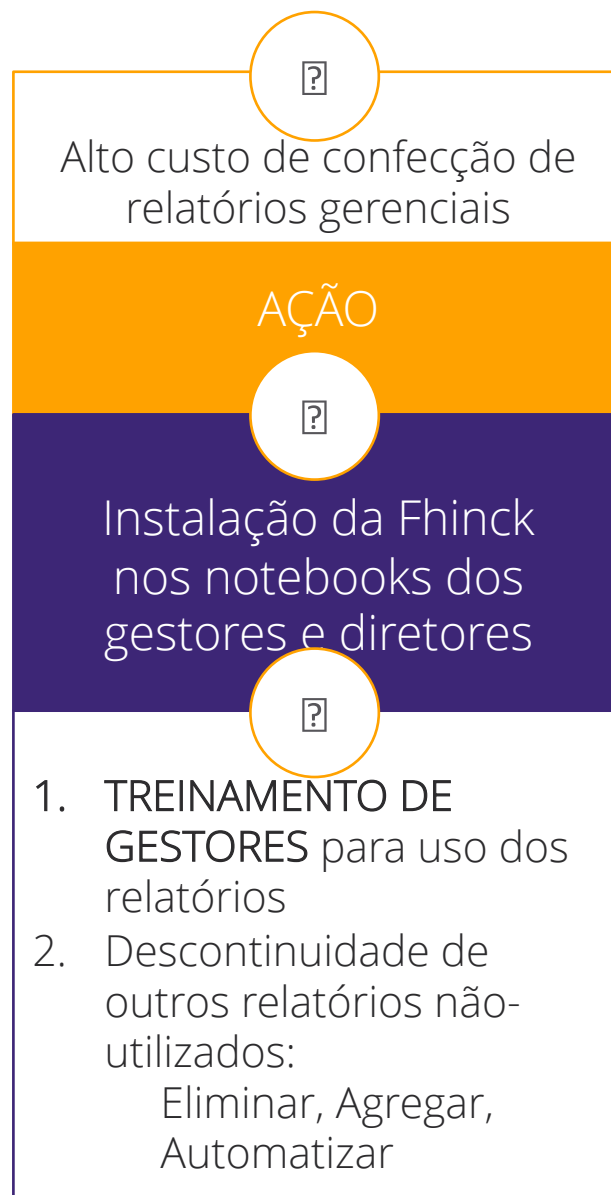 Alto custo de confecção de
relatórios gerenciais
AÇÃO
Instalação da Fhinck
nos notebooks dos
gestores e diretores
1. TREINAMENTO DE
GESTORES para uso dos
relatórios
2. Descontinuidade de
outros relatórios não-
utilizados:
Eliminar, Agregar,
Automatizar